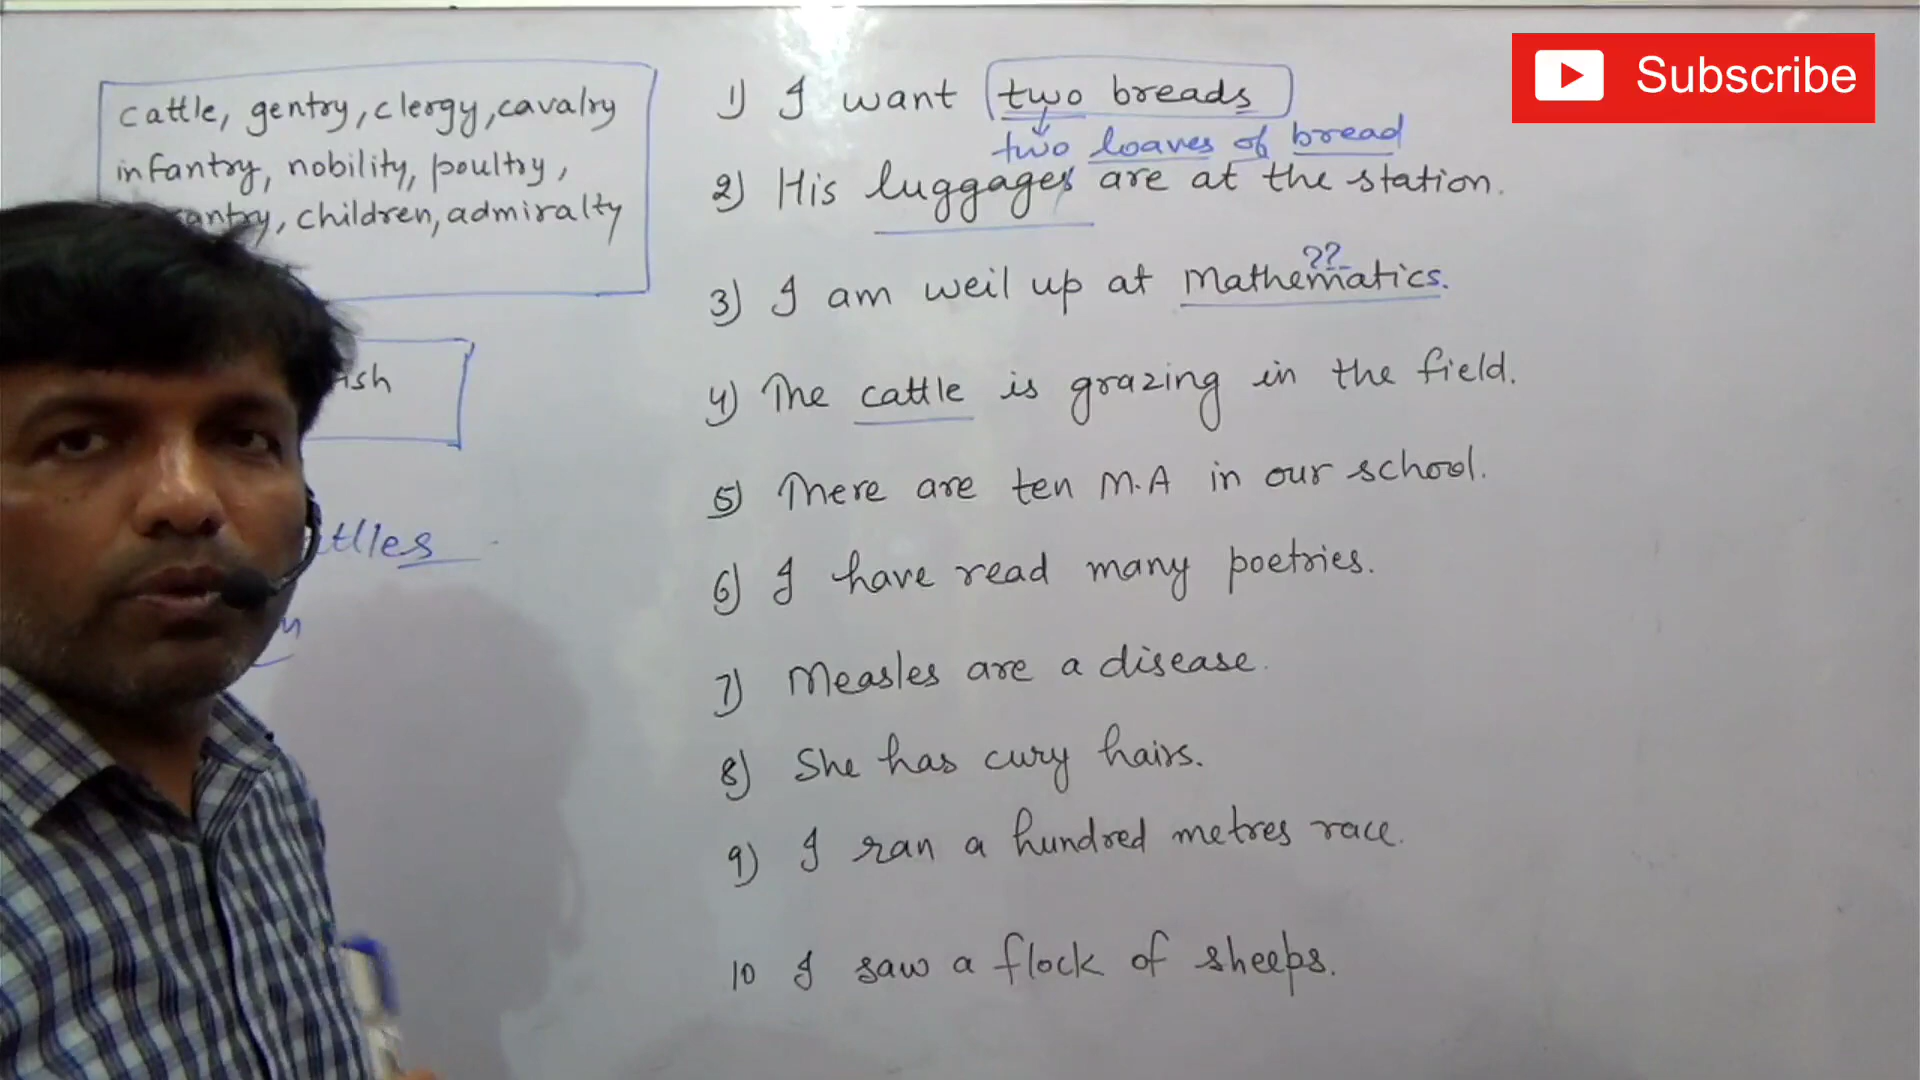 cattle, gentry, clergy, cavalry
infantry, nobility, poultry,
children, admiralty
1) I want two breads
two loaves of bread
2) His luggages are at the station.
??
3) I am weil up at Mathematics.
4) The cattle is grazing in the field.
5) There are ten M.A in our school.
6) I have read many poetries.
7) Measles are a disease.
8) She has cury hairs.
9) I ran a hundred metres race.
10 I saw a flock of sheeps.
Subscribe